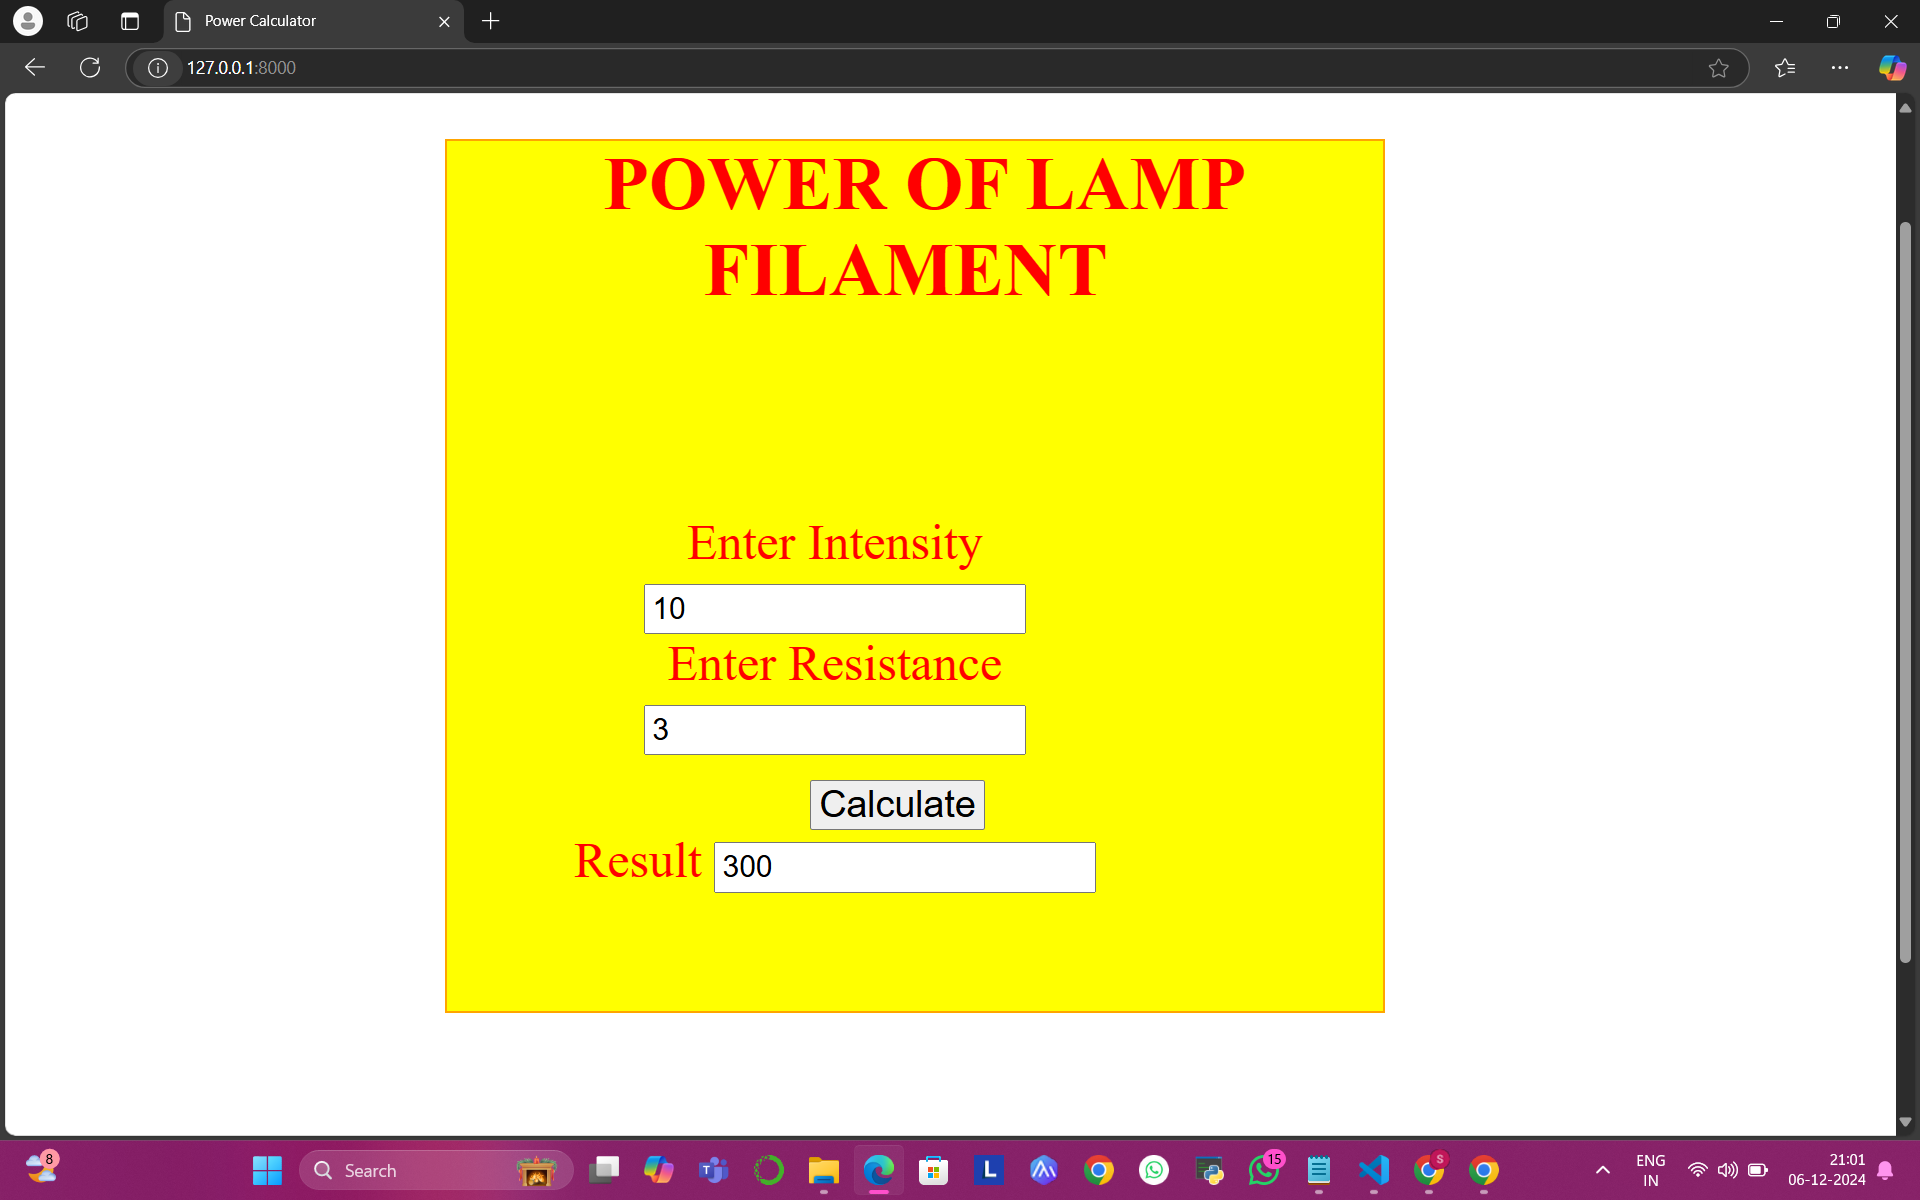 Power Calculator
127.0.0.1:8000
POWER OF LAMP
FILAMENT
Enter Intensity
10
Enter Resistance
3
Calculate
Result 300
8
Search
T
L
15
S
ENG
IN
21:01
06-12-2024